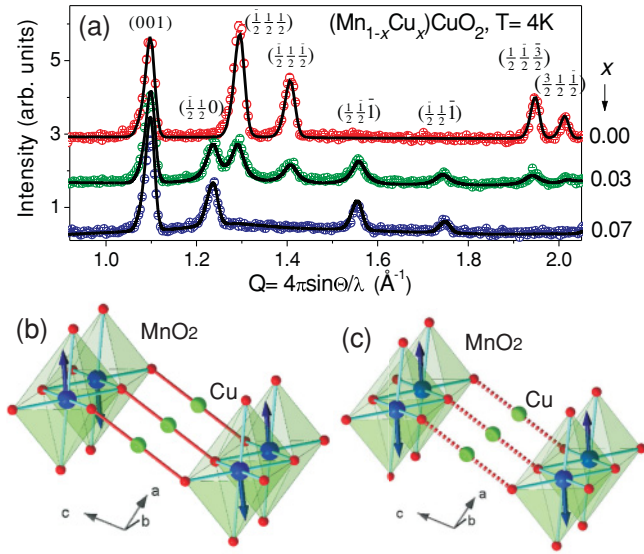 (a)
(001)
(1̄/2 1/2 1/2)
(Mn₁₋ₓCuₓ)CuO₂, T= 4K
(1̄/2 1/2 1̄/2)
(1/2 1̄/2 3̄/2)
(3/2 1̄/2 1̄/2)
x
(1̄/2 1/2 0)
(1/2 1̄/2 1̄)
(1̄/2 1/2 1̄)
5
3
1
Intensity (arb. units)
0.00
0.03
0.07
1.0 1.2 1.4 1.6 1.8 2.0
Q= 4πsinΘ/λ (Å⁻¹)
(b)
MnO₂
Cu
c
a
b
(c)
MnO₂
Cu
c
a
b